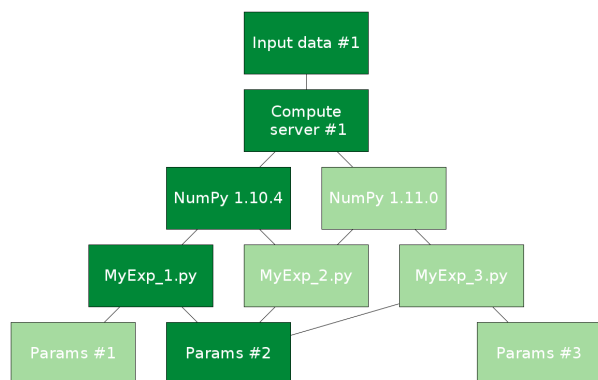 Input data #1
Compute
server #1
NumPy 1.10.4
NumPy 1.11.0
MyExp_1.py
MyExp_2.py
MyExp_3.py
Params #1
Params #2
Params #3